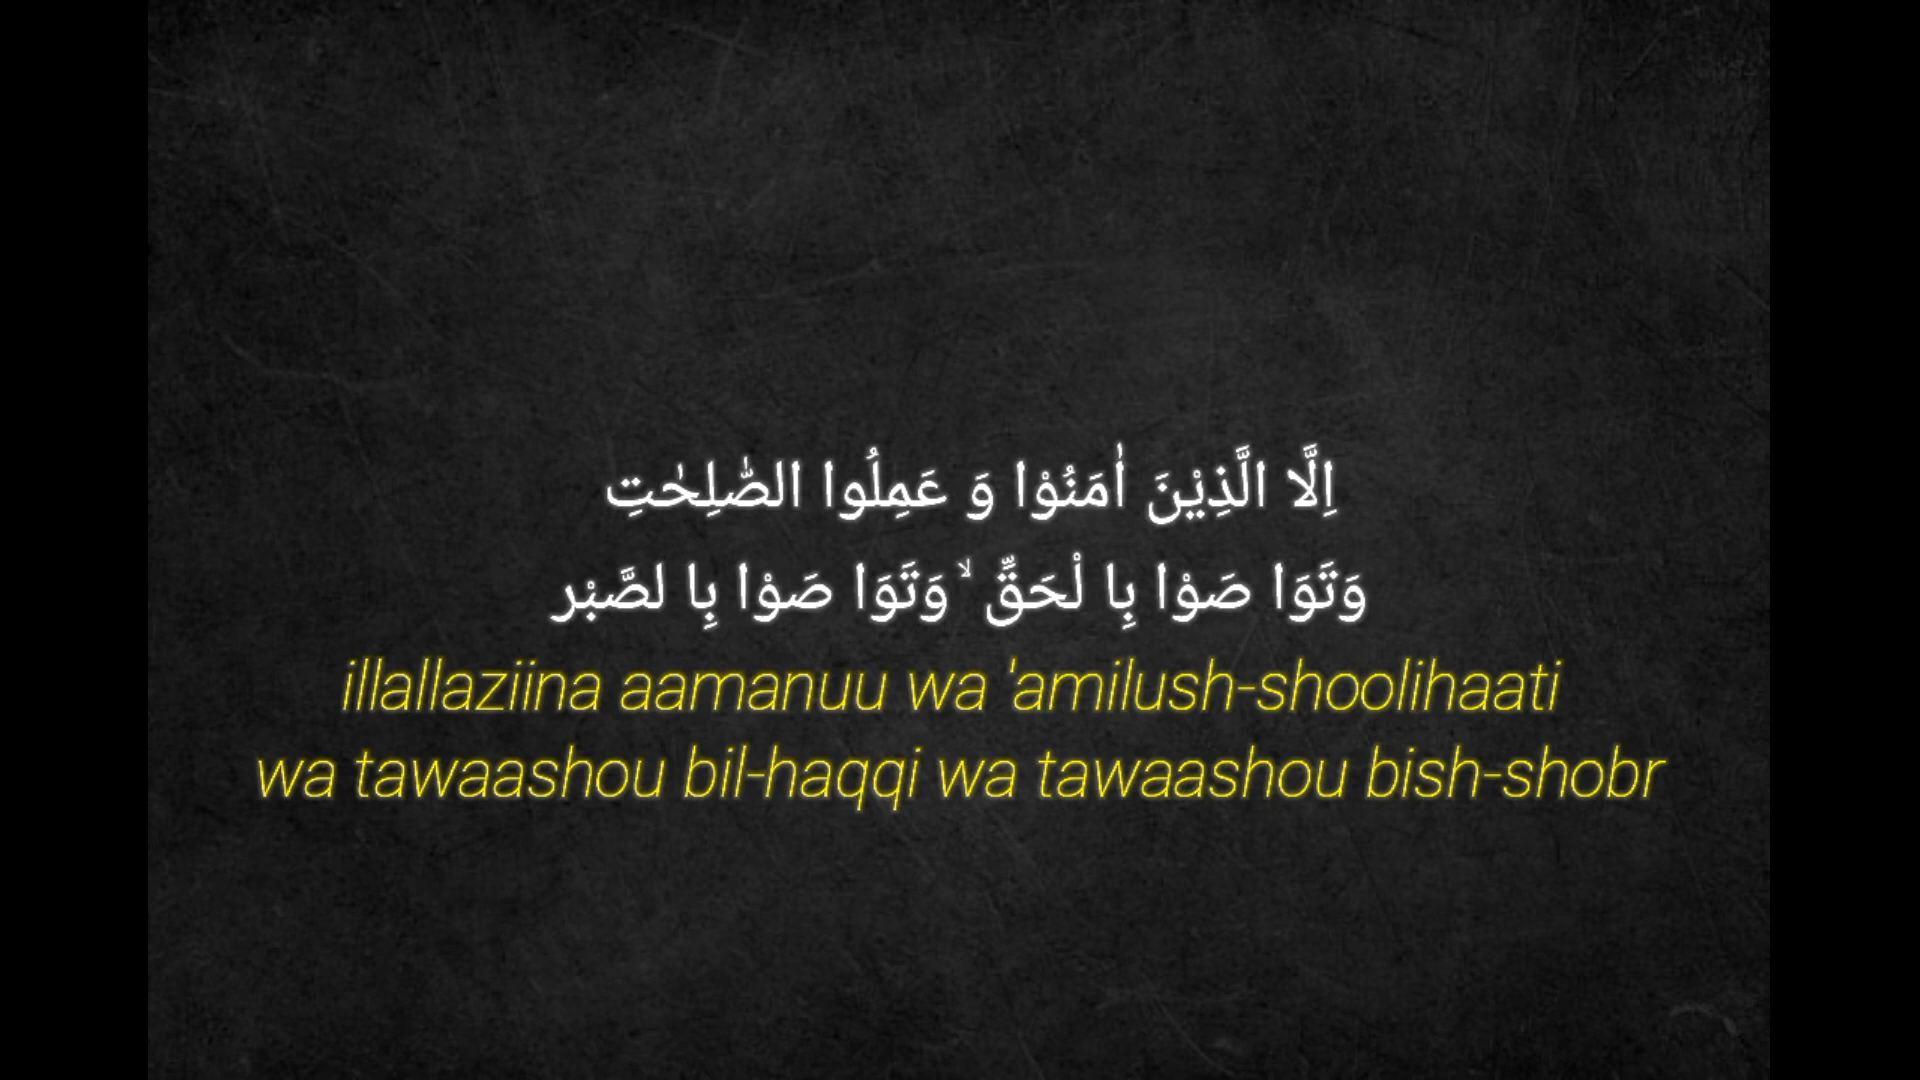 اِلَّا الَّذِيْنَ اٰمَنُوْا وَ عَمِلُوا الصّٰلِحٰتِ
وَتَوَا صَوْا بِا لْحَقِّ ۙ وَتَوَا صَوْا بِا لصَّبْر
illallaziina aamanuu wa 'amilush-shoolihaati
wa tawaashou bil-haqqi wa tawaashou bish-shobr